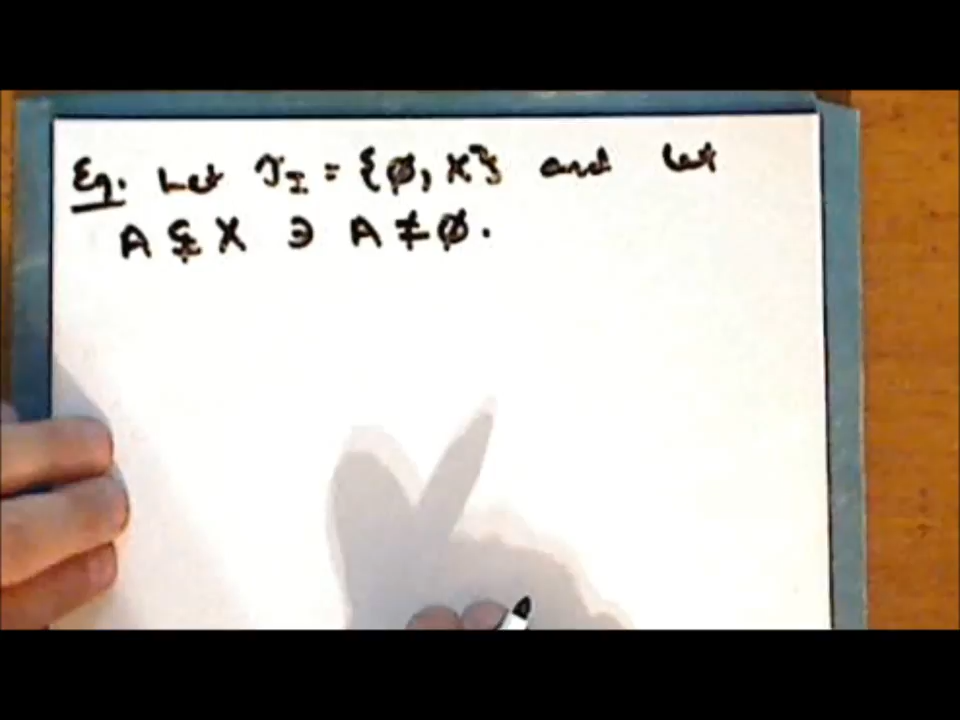 Eg. Let 𝒯_I = {∅, X} and let
A ⊊ X ∋ A ≠ ∅.